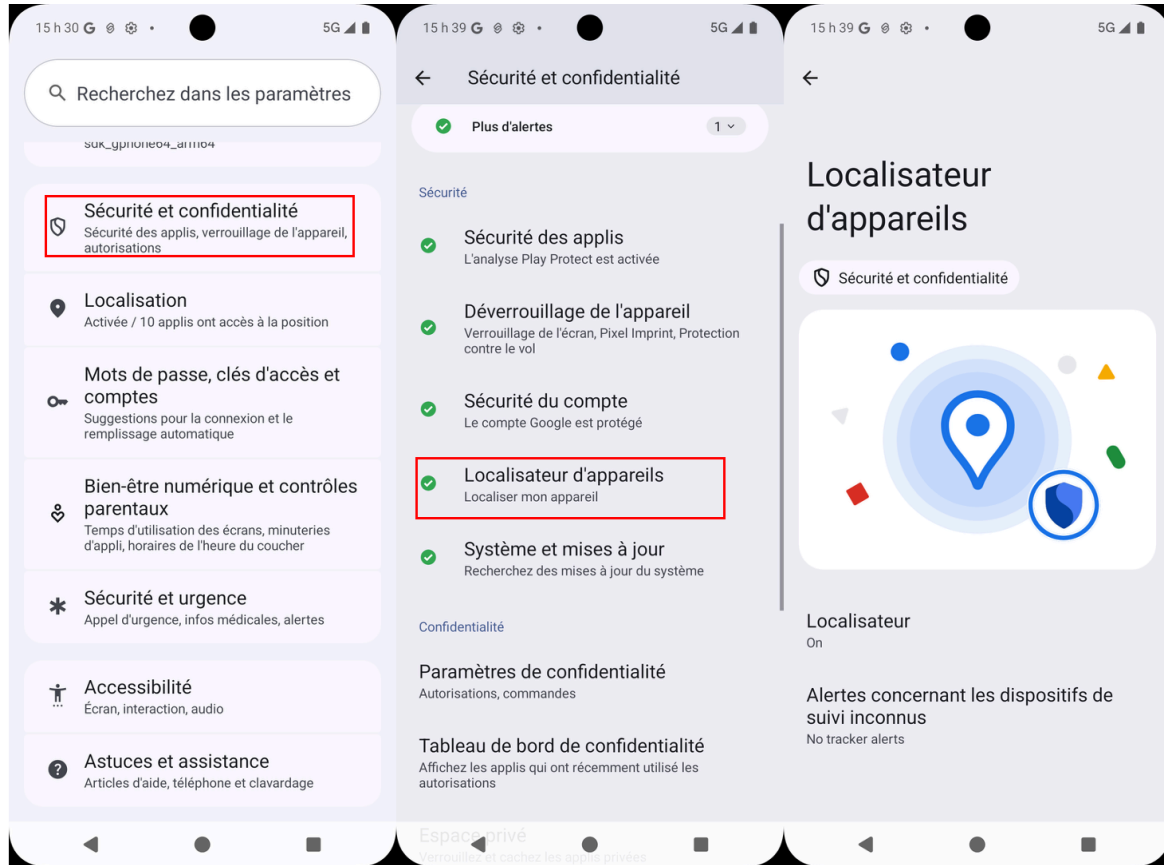 15 h 30 G
5G
Recherchez dans les paramètres
sdk_gphone64_arm64
Sécurité et confidentialité
Sécurité des applis, verrouillage de l'appareil,
autorisations
Localisation
Activée / 10 applis ont accès à la position
Mots de passe, clés d'accès et
comptes
Suggestions pour la connexion et le
remplissage automatique
Bien-être numérique et contrôles
parentaux
Temps d'utilisation des écrans, minuteries
d'appli, horaires de l'heure du coucher
Sécurité et urgence
Appel d'urgence, infos médicales, alertes
Accessibilité
Écran, interaction, audio
Astuces et assistance
Articles d'aide, téléphone et clavardage
15 h 39 G
5G
Sécurité et confidentialité
Plus d'alertes
1
Sécurité
Sécurité des applis
L'analyse Play Protect est activée
Déverrouillage de l'appareil
Verrouillage de l'écran, Pixel Imprint, Protection
contre le vol
Sécurité du compte
Le compte Google est protégé
Localisateur d'appareils
Localiser mon appareil
Système et mises à jour
Recherchez des mises à jour du système
Confidentialité
Paramètres de confidentialité
Autorisations, commandes
Tableau de bord de confidentialité
Affichez les applis qui ont récemment utilisé les
autorisations
Espace privé
Verrouillez et cachez les applis privées
15 h 39 G
5G
Localisateur
d'appareils
Sécurité et confidentialité
Localisateur
On
Alertes concernant les dispositifs de
suivi inconnus
No tracker alerts